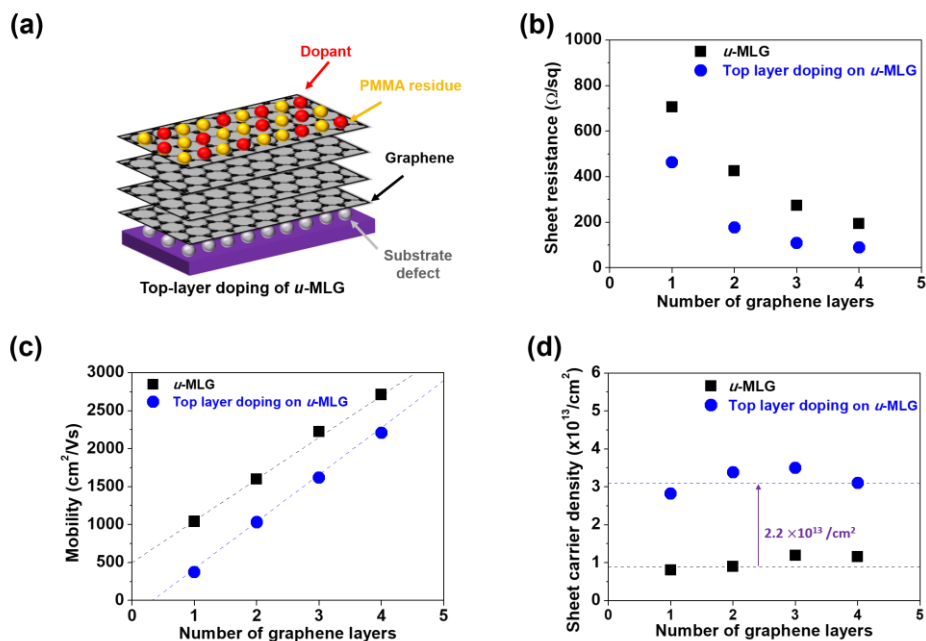 (a)
Dopant
PMMA residue
Graphene
Substrate
defect
Top-layer doping of u-MLG
(b)
Sheet resistance (Ω/sq)
1000
800
600
400
200
0
u-MLG
Top layer doping on u-MLG
0 1 2 3 4 5
Number of graphene layers
(c)
Mobility (cm²/Vs)
3000
2500
2000
1500
1000
500
0
u-MLG
Top layer doping on u-MLG
0 1 2 3 4 5
Number of graphene layers
(d)
Sheet carrier density (x10¹³/cm²)
6
5
4
3
2
1
0
u-MLG
Top layer doping on u-MLG
2.2 ×10¹³ /cm²
0 1 2 3 4 5
Number of graphene layers